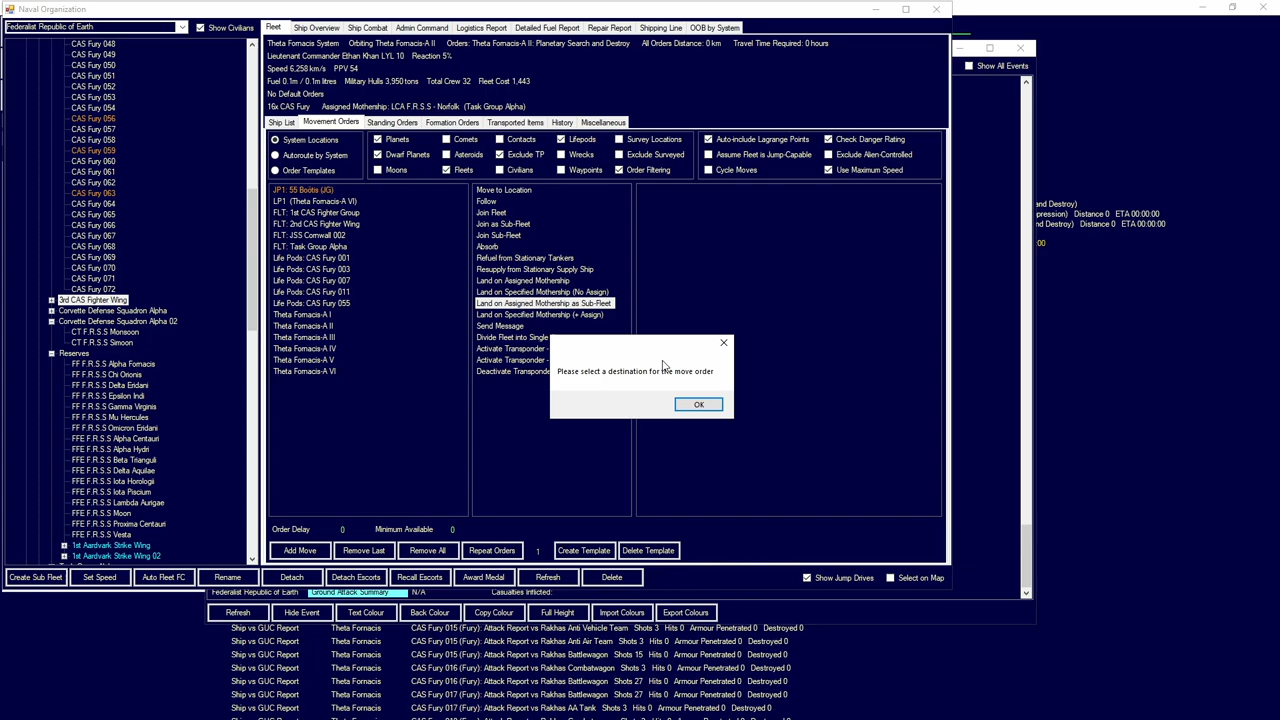 Naval Organization
Federalist Republic of Earth
Show Civilians
Fleet
Ship Overview
Ship Combat
Admin Command
Logistics Report
Detailed Fuel Report
Repair Report
Shipping Line
OOB by System
CAS Fury 048
CAS Fury 049
CAS Fury 050
CAS Fury 051
CAS Fury 052
CAS Fury 053
CAS Fury 054
CAS Fury 056
CAS Fury 057
CAS Fury 058
CAS Fury 059
CAS Fury 060
CAS Fury 061
CAS Fury 062
CAS Fury 063
CAS Fury 064
CAS Fury 065
CAS Fury 066
CAS Fury 067
CAS Fury 068
CAS Fury 069
CAS Fury 070
CAS Fury 071
CAS Fury 072
3rd CAS Fighter Wing
Corvette Defense Squadron Alpha
Corvette Defense Squadron Alpha 02
CT F.R.S.S Monsoon
CT F.R.S.S Simoon
Reserves
FF F.R.S.S Alpha Fornacis
FF F.R.S.S Chi Orionis
FF F.R.S.S Delta Eridani
FF F.R.S.S Epsilon Indi
FF F.R.S.S Gamma Virginis
FF F.R.S.S Mu Hercules
FF F.R.S.S Omicron Eridani
FFE F.R.S.S Alpha Centauri
FFE F.R.S.S Alpha Hydri
FFE F.R.S.S Beta Trianguli
FFE F.R.S.S Delta Aquilae
FFE F.R.S.S Iota Horologii
FFE F.R.S.S Iota Piscium
FFE F.R.S.S Lambda Aurigae
FFE F.R.S.S Moon
FFE F.R.S.S Proxima Centauri
FFE F.R.S.S Vesta
1st Aardvark Strike Wing
1st Aardvark Strike Wing 02
Theta Fornacis System Orbiting Theta Fornacis-A II Orders: Theta Fornacis-A II: Planetary Search and Destroy All Orders Distance: 0 km Travel Time Required: 0 hours
Lieutenant Commander Ethan Khan LYL 10 Reaction 5%
Speed 6,258 km/s PPV 54
Fuel 0.1m / 0.1m litres Military Hulls 3,950 tons Total Crew 32 Fleet Cost 1,443
No Default Orders
16x CAS Fury Assigned Mothership: LCA F.R.S.S - Norfolk (Task Group Alpha)
Ship List
Movement Orders
Standing Orders
Formation Orders
Transported Items
History
Miscellaneous
System Locations
Autoroute by System
Order Templates
Planets
Comets
Contacts
Lifepods
Survey Locations
Dwarf Planets
Asteroids
Exclude TP
Wrecks
Exclude Surveyed
Moons
Fleets
Civilians
Waypoints
Order Filtering
Auto-include Lagrange Points
Check Danger Rating
Assume Fleet is Jump-Capable
Exclude Alien-Controlled
Cycle Moves
Use Maximum Speed
JP1: 55 Boötis (JG)
LP1 (Theta Fornacis-A VI)
FLT: 1st CAS Fighter Group
FLT: 2nd CAS Fighter Wing
FLT: JSS Cornwall 002
FLT: Task Group Alpha
Life Pods: CAS Fury 001
Life Pods: CAS Fury 003
Life Pods: CAS Fury 007
Life Pods: CAS Fury 011
Life Pods: CAS Fury 055
Theta Fornacis-A I
Theta Fornacis-A II
Theta Fornacis-A III
Theta Fornacis-A IV
Theta Fornacis-A V
Theta Fornacis-A VI
Move to Location
Follow
Join Fleet
Join as Sub-Fleet
Join Sub-Fleet
Absorb
Refuel from Stationary Tankers
Resupply from Stationary Supply Ship
Land on Assigned Mothership
Land on Specified Mothership (No Assign)
Land on Assigned Mothership as Sub-Fleet
Land on Specified Mothership (+ Assign)
Send Message
Divide Fleet into Single
Activate Transponder -
Activate Transponder -
Deactivate Transponde
Please select a destination for the move order
OK
Order Delay 0 Minimum Available 0
Add Move
Remove Last
Remove All
Repeat Orders
1
Create Template
Delete Template
Create Sub Fleet
Set Speed
Auto Fleet FC
Rename
Detach
Detach Escorts
Recall Escorts
Award Medal
Refresh
Delete
Show Jump Drives
Select on Map
Show All Events
and Destroy)
pression) Distance 0 ETA 00:00:00
nd Destroy) Distance 0 ETA 00:00:00
:00
Federalist Republic of Earth Ground Attack Summary N/A Casualties Inflicted:
Refresh
Hide Event
Text Colour
Back Colour
Copy Colour
Full Height
Import Colours
Export Colours
Ship vs GUC Report Theta Fornacis CAS Fury 015 (Fury): Attack Report vs Rakhas Anti Vehicle Team Shots 3 Hits 0 Armour Penetrated 0 Destroyed 0
Ship vs GUC Report Theta Fornacis CAS Fury 015 (Fury): Attack Report vs Rakhas Anti Air Team Shots 3 Hits 0 Armour Penetrated 0 Destroyed 0
Ship vs GUC Report Theta Fornacis CAS Fury 015 (Fury): Attack Report vs Rakhas Battlewagon Shots 15 Hits 0 Armour Penetrated 0 Destroyed 0
Ship vs GUC Report Theta Fornacis CAS Fury 016 (Fury): Attack Report vs Rakhas Combatwagon Shots 3 Hits 0 Armour Penetrated 0 Destroyed 0
Ship vs GUC Report Theta Fornacis CAS Fury 016 (Fury): Attack Report vs Rakhas Battlewagon Shots 27 Hits 0 Armour Penetrated 0 Destroyed 0
Ship vs GUC Report Theta Fornacis CAS Fury 017 (Fury): Attack Report vs Rakhas Battlewagon Shots 27 Hits 0 Armour Penetrated 0 Destroyed 0
Ship vs GUC Report Theta Fornacis CAS Fury 017 (Fury): Attack Report vs Rakhas AA Tank Shots 3 Hits 0 Armour Penetrated 0 Destroyed 0